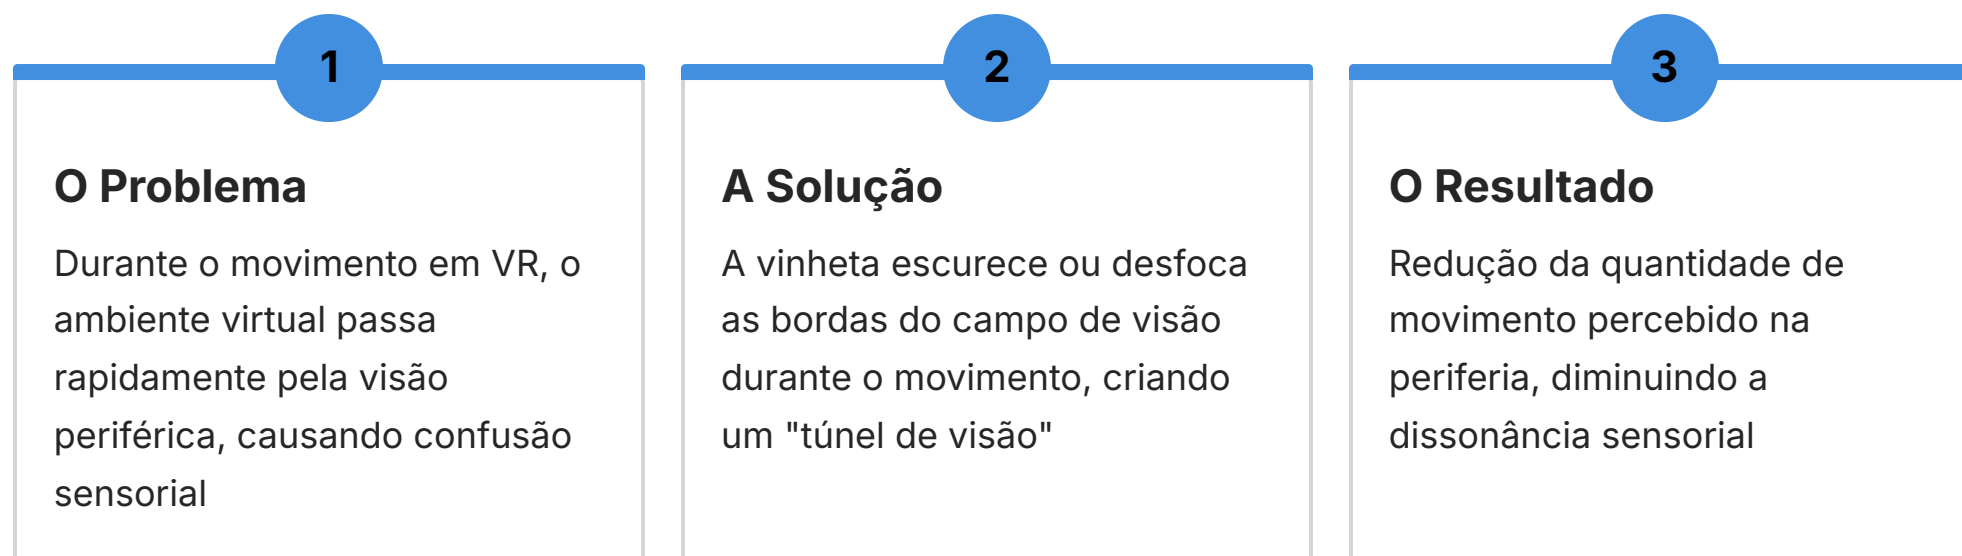 1
O Problema
Durante o movimento em VR, o
ambiente virtual passa
rapidamente pela visão
periférica, causando confusão
sensorial
2
A Solução
A vinheta escurece ou desfoca
as bordas do campo de visão
durante o movimento, criando
um "túnel de visão"
3
O Resultado
Redução da quantidade de
movimento percebido na
periferia, diminuindo a
dissonância sensorial